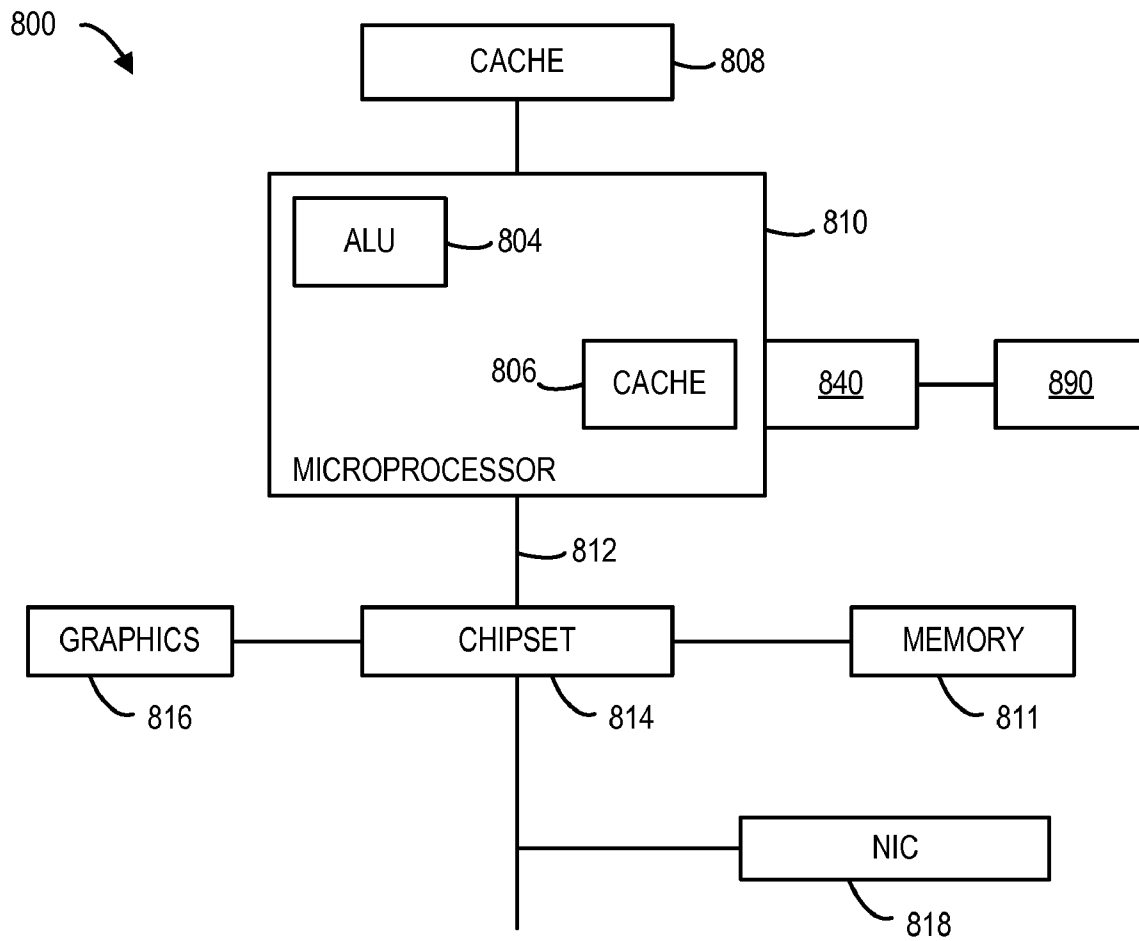 800
CACHE 808
810
ALU 804
806 CACHE 840 890
MICROPROCESSOR
812
GRAPHICS CHIPSET MEMORY
816 814 811
NIC
818